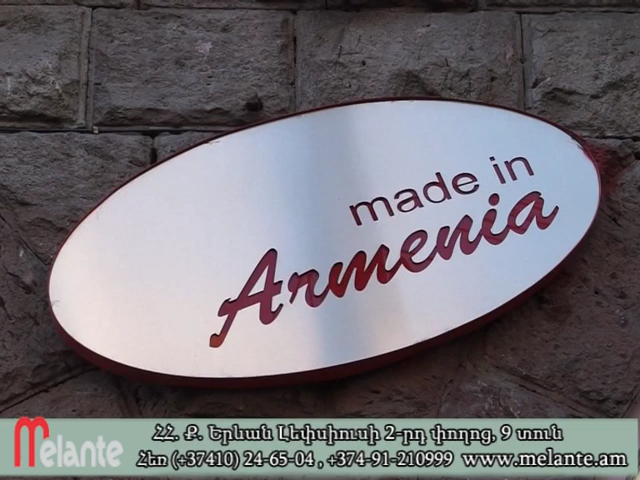 made in
Armenia
Melante
ՀՀ. Ք. Երևան Լեփսիուսի 2-րդ փողոց, 9 տուն
Հեռ (+37410) 24-65-04 , +374-91-210999 www.melante.am